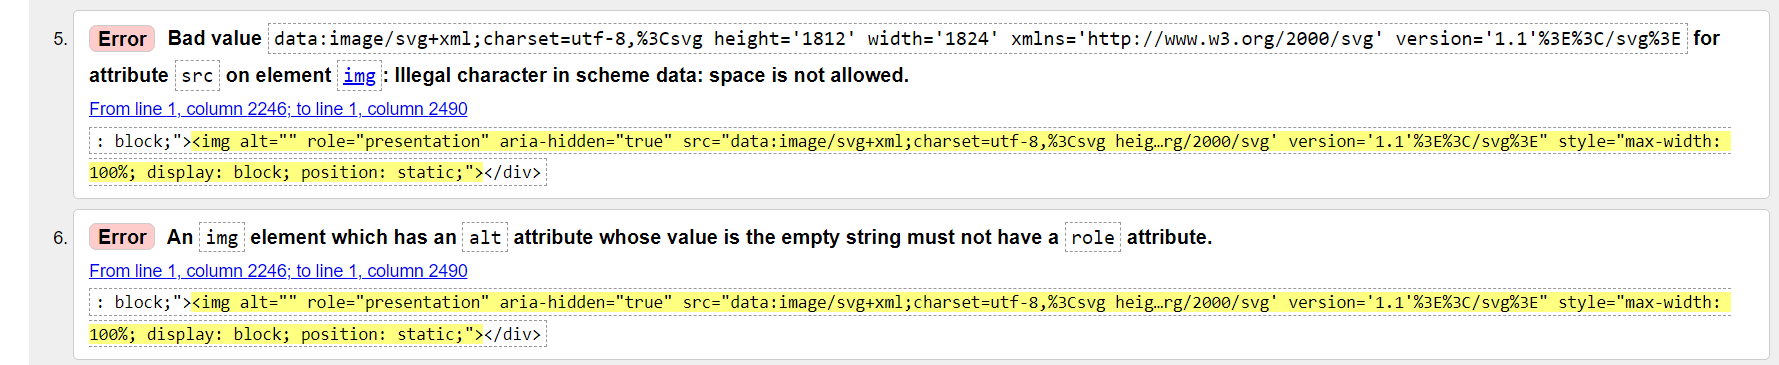 5. Error Bad value data:image/svg+xml;charset=utf-8,%3Csvg height='1812' width='1824' xmlns='http://www.w3.org/2000/svg' version='1.1'%3E%3C/svg%3E for
attribute src on element img: Illegal character in scheme data: space is not allowed.
From line 1, column 2246; to line 1, column 2490
: block;"><img alt="" role="presentation" aria-hidden="true" src="data:image/svg+xml;charset=utf-8,%3Csvg heig…rg/2000/svg' version='1.1'%3E%3C/svg%3E" style="max-width:
100%; display: block; position: static;"></div>
6. Error An img element which has an alt attribute whose value is the empty string must not have a role attribute.
From line 1, column 2246; to line 1, column 2490
: block;"><img alt="" role="presentation" aria-hidden="true" src="data:image/svg+xml;charset=utf-8,%3Csvg heig…rg/2000/svg' version='1.1'%3E%3C/svg%3E" style="max-width:
100%; display: block; position: static;"></div>